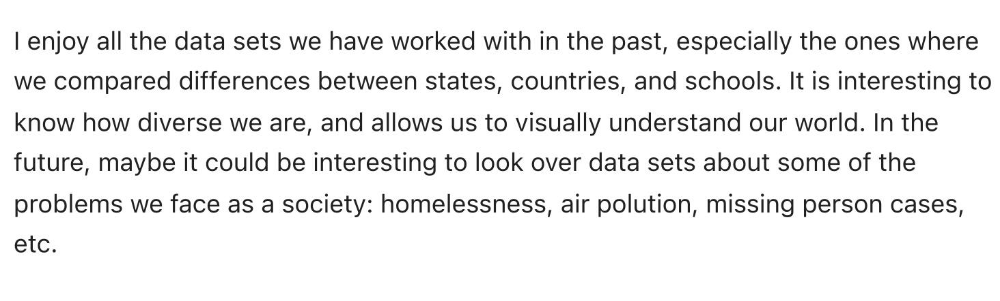 I enjoy all the data sets we have worked with in the past, especially the ones where
we compared differences between states, countries, and schools. It is interesting to
know how diverse we are, and allows us to visually understand our world. In the
future, maybe it could be interesting to look over data sets about some of the
problems we face as a society: homelessness, air polution, missing person cases,
etc.